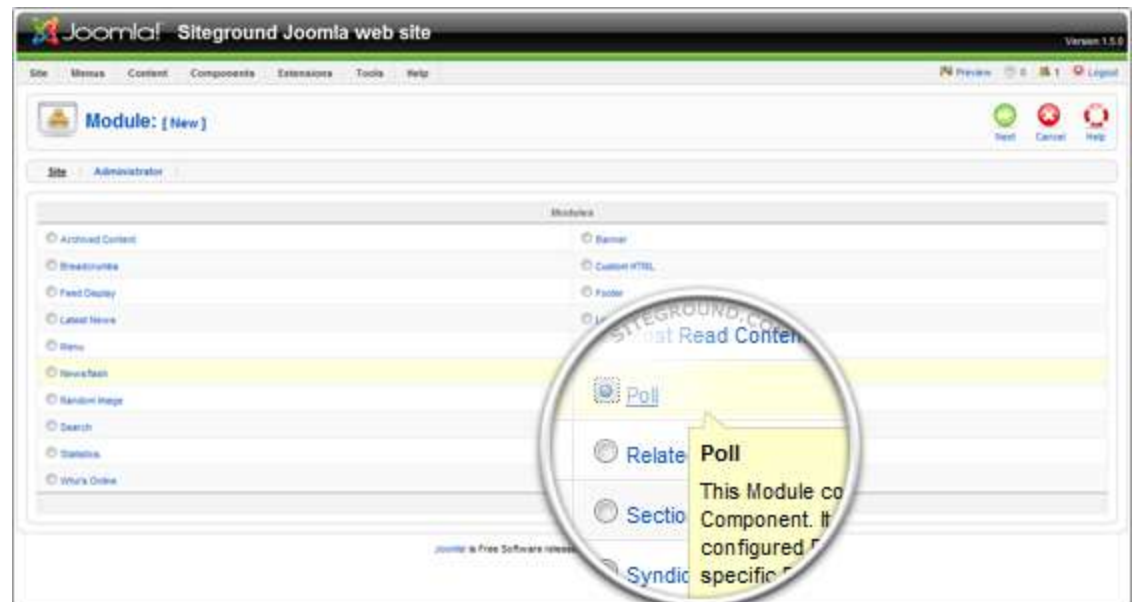 Joomla! Siteground Joomla web site
Version 1.5.0
Site Menus Content Components Extensions Tools Help
Preview 0 1 Logout
Module: [ New ]
Next Cancel Help
Site Administrator
Modules
Archived Content Banner
Breadcrumbs Custom HTML
Feed Display Footer
Latest News
Menu
Newsflash
Random Image
Search
Statistics
Who's Online
SITEGROUND.CO
Most Read Conten
Poll
Relate Poll
This Module co
Sectio Component. It
configured
Syndic specific
Joomla! is Free Software release